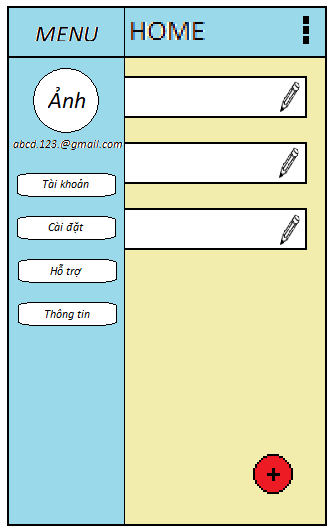 MENU
HOME
Ảnh
abcd.123.@gmail.com
Tài khoản
Cài đặt
Hỗ trợ
Thông tin
+